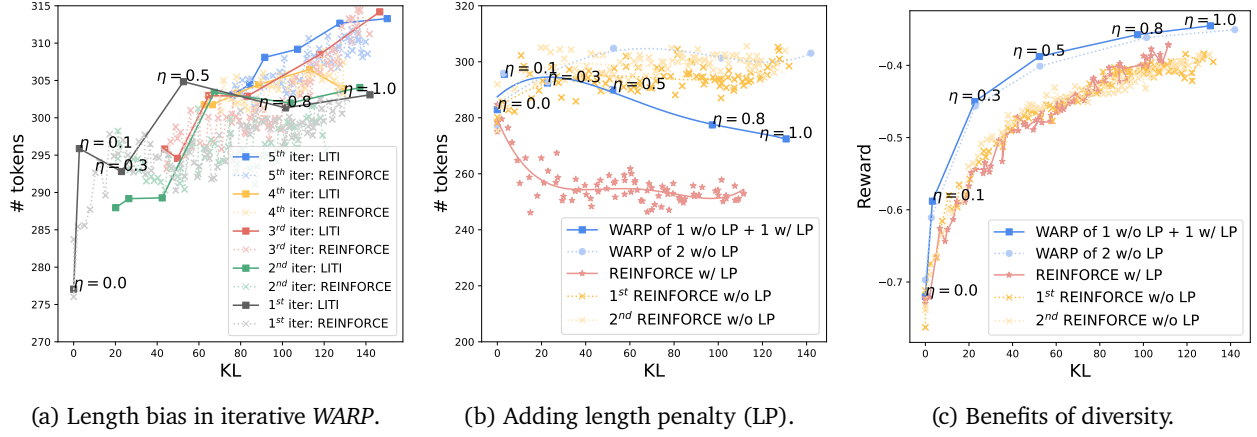 320
315
310
305
300
295
290
285
280
275
270
# tokens
0
20
40
60
80
100
120
140
KL
η = 0.0
η = 0.1
η = 0.3
η = 0.5
η = 0.8
η = 1.0
5th iter: LITI
5th iter: REINFORCE
4th iter: LITI
4th iter: REINFORCE
3rd iter: LITI
3rd iter: REINFORCE
2nd iter: LITI
2nd iter: REINFORCE
1st iter: LITI
1st iter: REINFORCE
(a) Length bias in iterative WARP.
320
300
280
260
240
220
200
# tokens
0
20
40
60
80
100
120
140
KL
η = 0.0
η = 0.1
η = 0.3
η = 0.5
η = 0.8
η = 1.0
WARP of 1 w/o LP + 1 w/ LP
WARP of 2 w/o LP
REINFORCE w/ LP
1st REINFORCE w/o LP
2nd REINFORCE w/o LP
(b) Adding length penalty (LP).
−0.4
−0.5
−0.6
−0.7
Reward
0
20
40
60
80
100
120
140
KL
η = 0.0
η = 0.1
η = 0.3
η = 0.5
η = 0.8
η = 1.0
WARP of 1 w/o LP + 1 w/ LP
WARP of 2 w/o LP
REINFORCE w/ LP
1st REINFORCE w/o LP
2nd REINFORCE w/o LP
(c) Benefits of diversity.